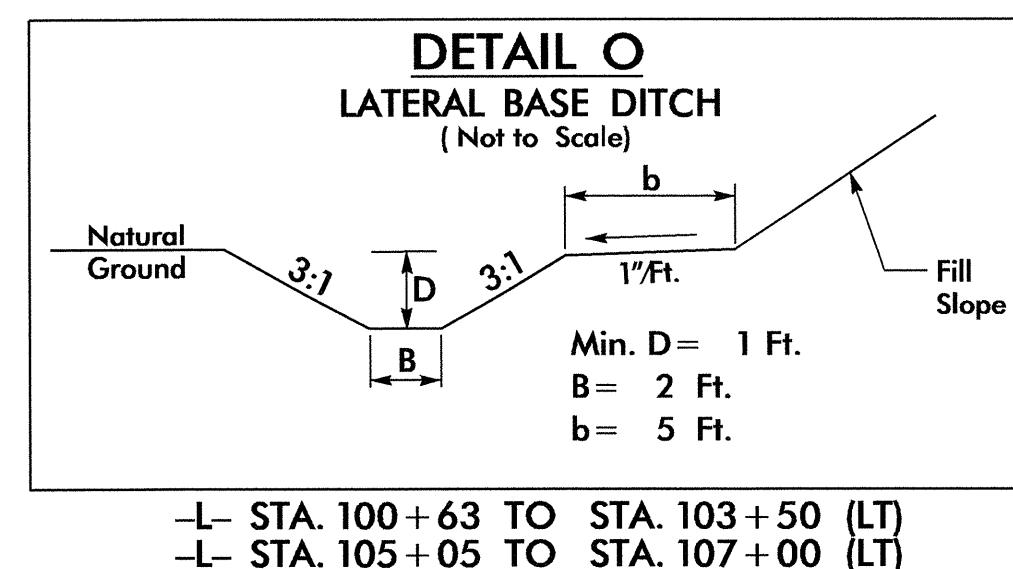 DETAIL O
LATERAL BASE DITCH
( Not to Scale)
b
Natural
Ground
3:1
D
3:1
1"/Ft.
Fill
Slope
B
Min. D= 1 Ft.
B= 2 Ft.
b= 5 Ft.
-L- STA. 100+63 TO STA. 103+50 (LT)
-L- STA. 105+05 TO STA. 107+00 (LT)